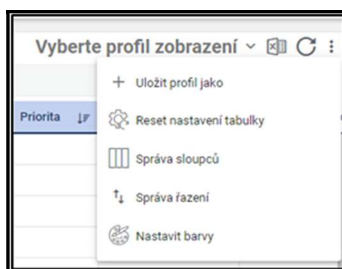 Vyberte profil zobrazení
Uložit profil jako
Priorita
Reset nastavení tabulky
Správa sloupců
Správa řazení
Nastavit barvy